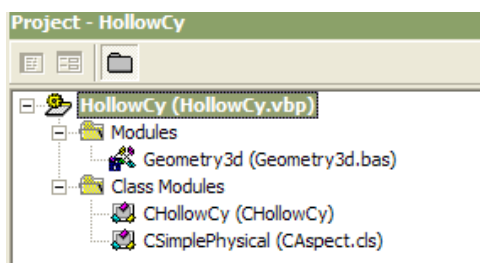 Project - HollowCy
HollowCy (HollowCy.vbp)
Modules
Geometry3d (Geometry3d.bas)
Class Modules
CHollowCy (CHollowCy)
CSimplePhysical (CAspect.cls)